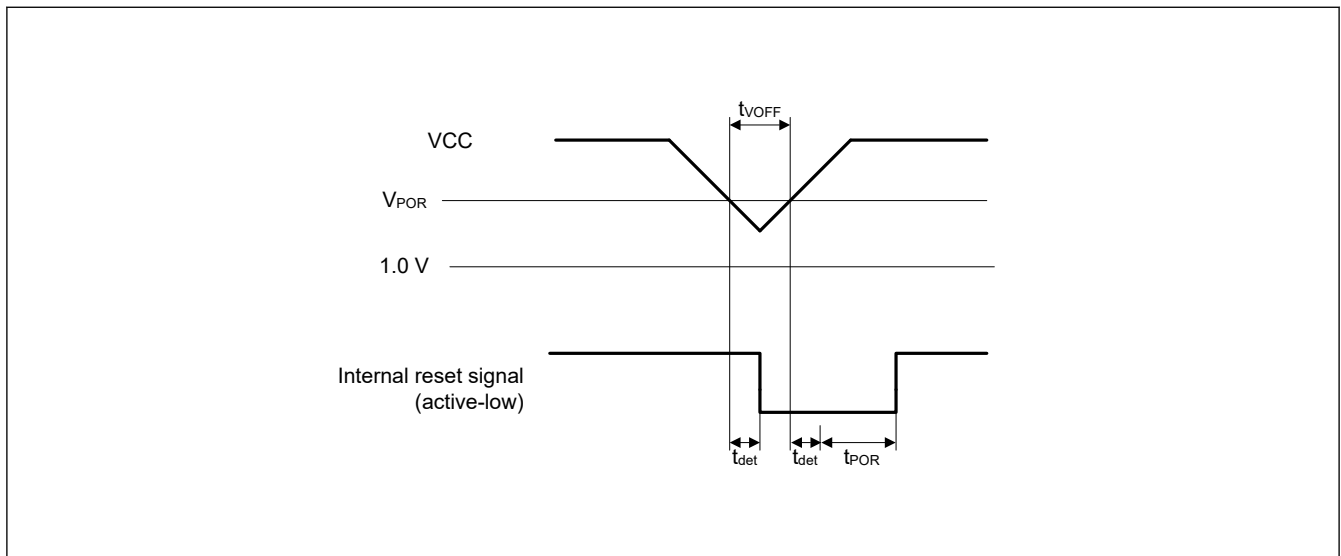 tVOFF
VCC
VPOR
1.0 V
Internal reset signal
(active-low)
tdet
tdet
tPOR